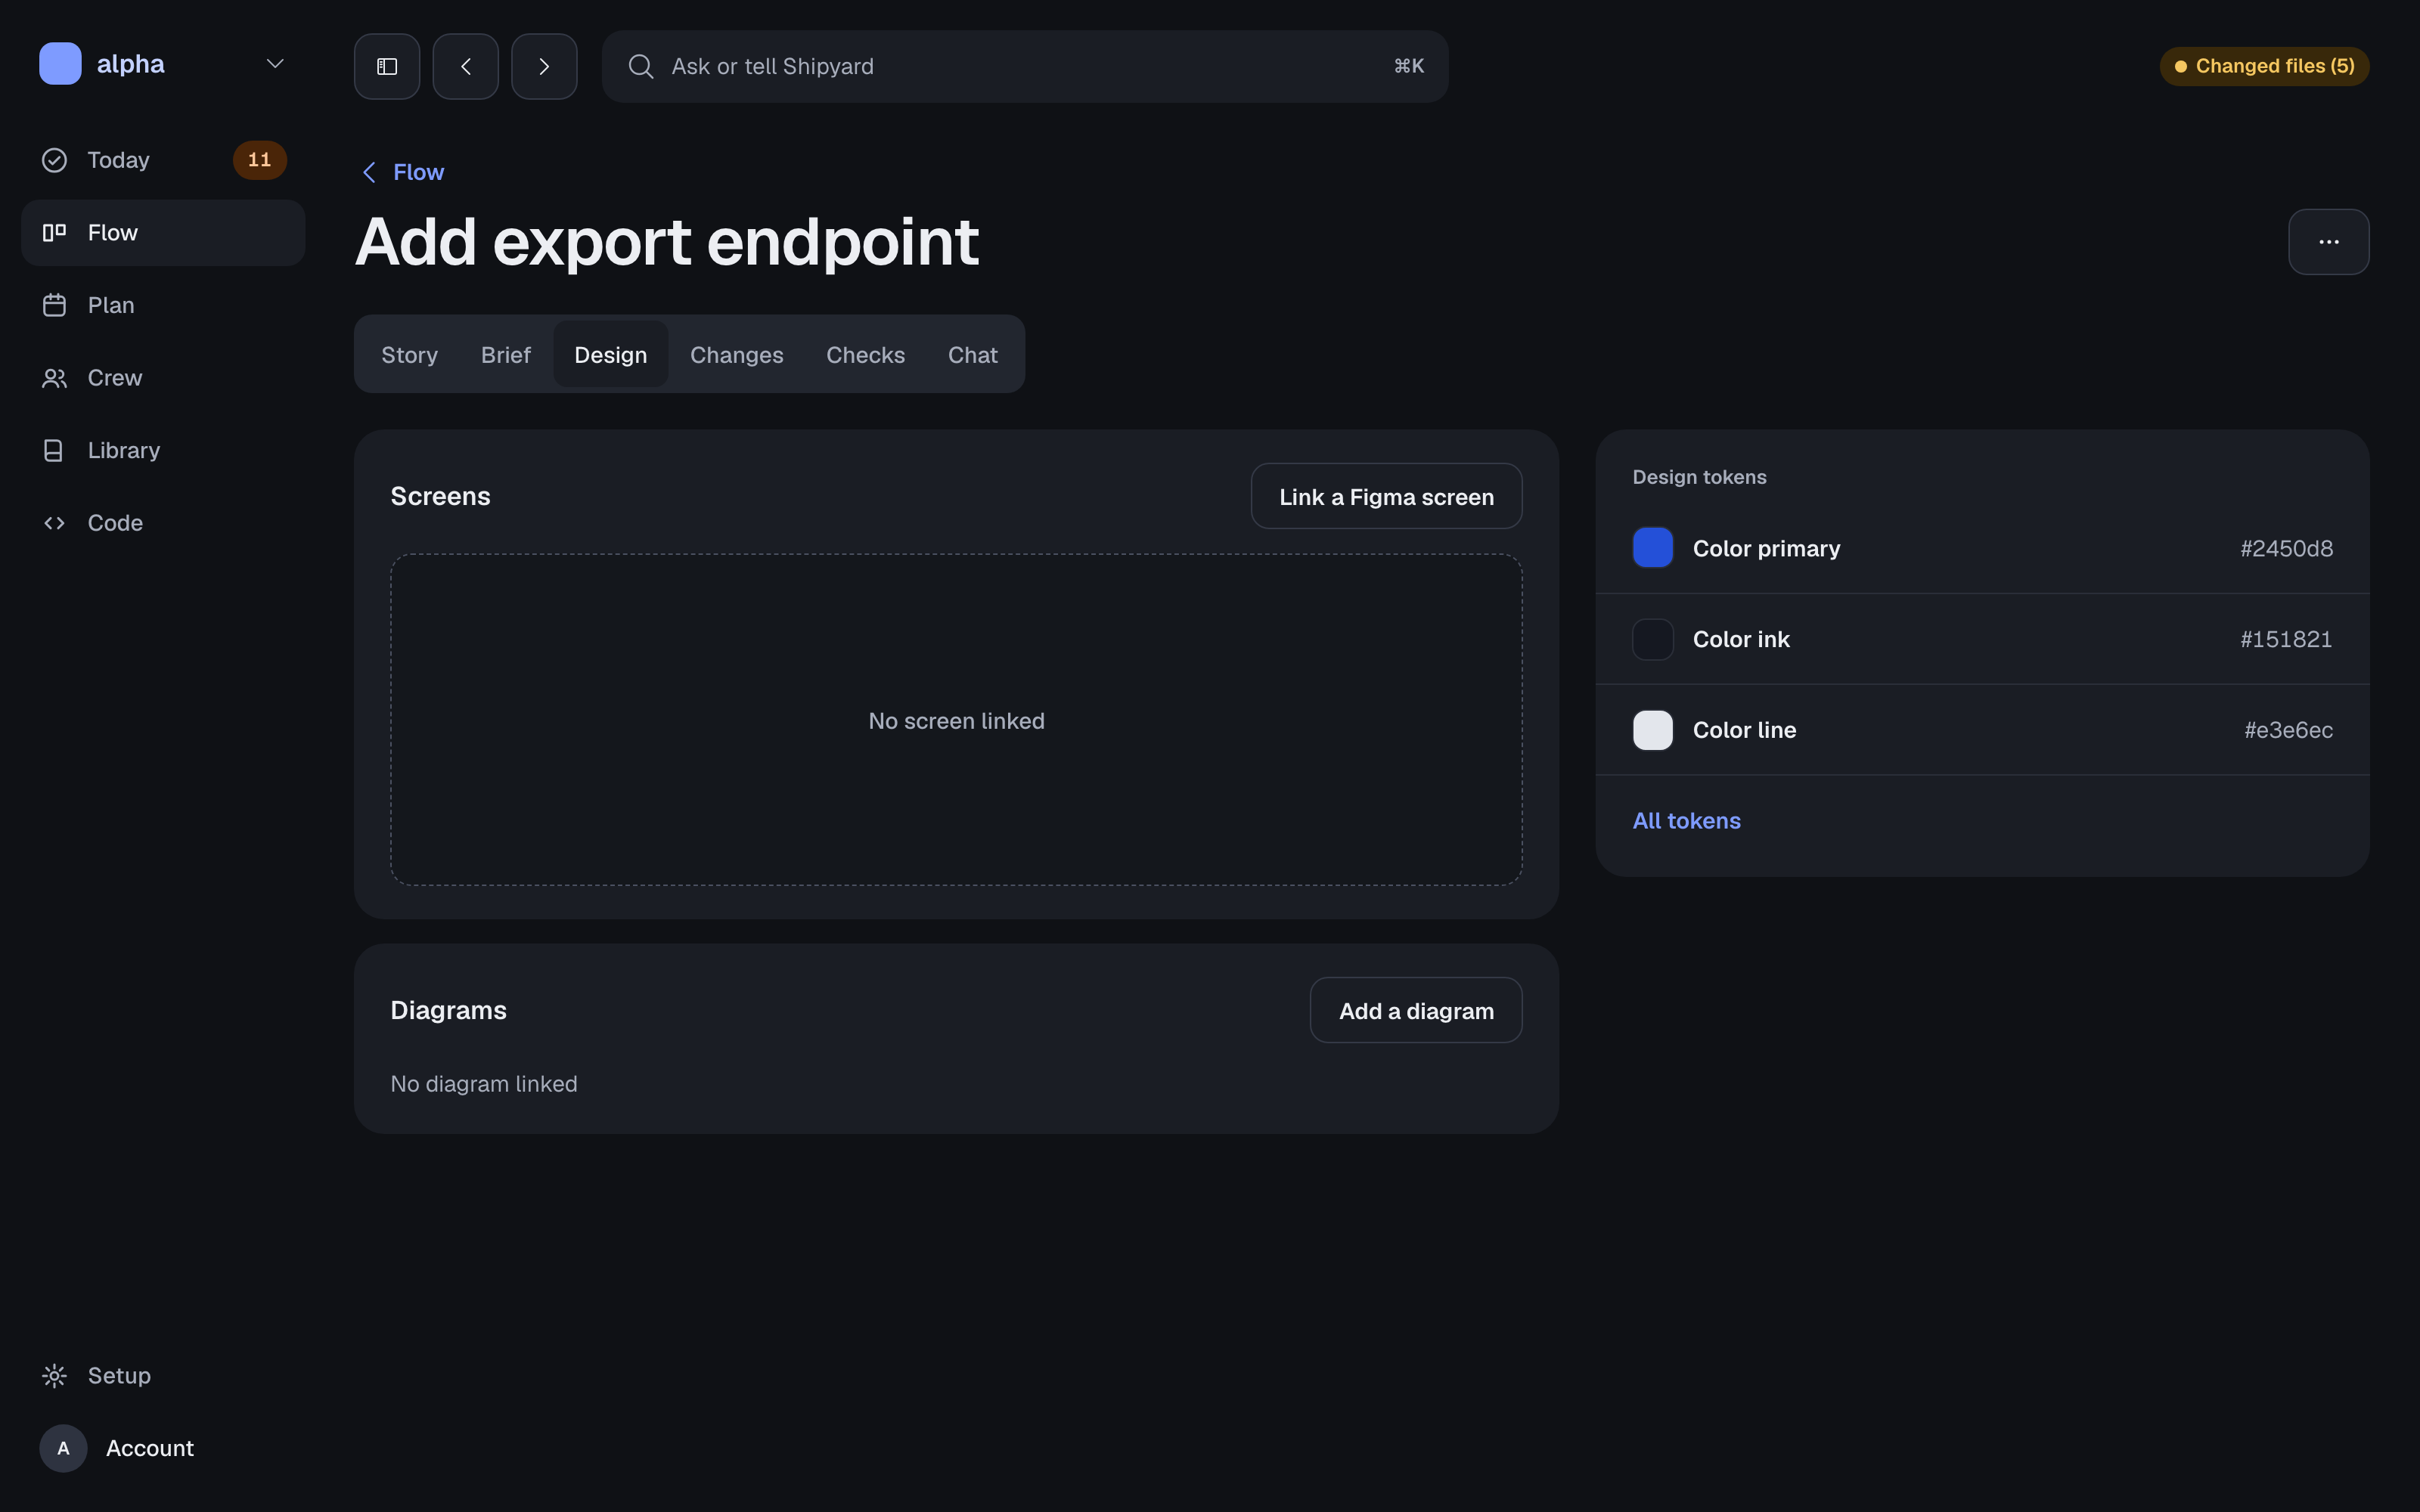 alpha
Ask or tell Shipyard
⌘K
Changed files (5)
Today
11
Flow
Plan
Crew
Library
Code
Setup
A
Account
Flow
Add export endpoint
Story
Brief
Design
Changes
Checks
Chat
Screens
Link a Figma screen
No screen linked
Diagrams
Add a diagram
No diagram linked
Design tokens
Color primary
#2450d8
Color ink
#151821
Color line
#e3e6ec
All tokens